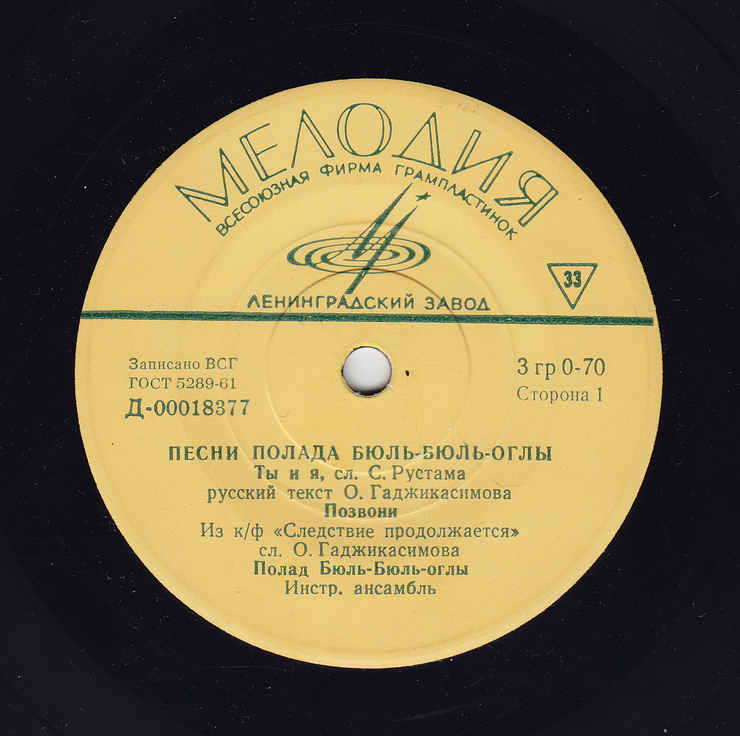 МЕЛОДИЯ
ВСЕСОЮЗНАЯ ФИРМА ГРАМПЛАСТИНОК
ЛЕНИНГРАДСКИЙ ЗАВОД
33
Записано ВСГ
ГОСТ 5289-61
Д-00018377
3 гр 0-70
Сторона 1
ПЕСНИ ПОЛАДА БЮЛЬ-БЮЛЬ-ОГЛЫ
Ты и я, сл. С. Рустама
русский текст О. Гаджикасимова
Позвони
Из к/ф «Следствие продолжается»
сл. О. Гаджикасимова
Полад Бюль-Бюль-оглы
Инстр. ансамбль